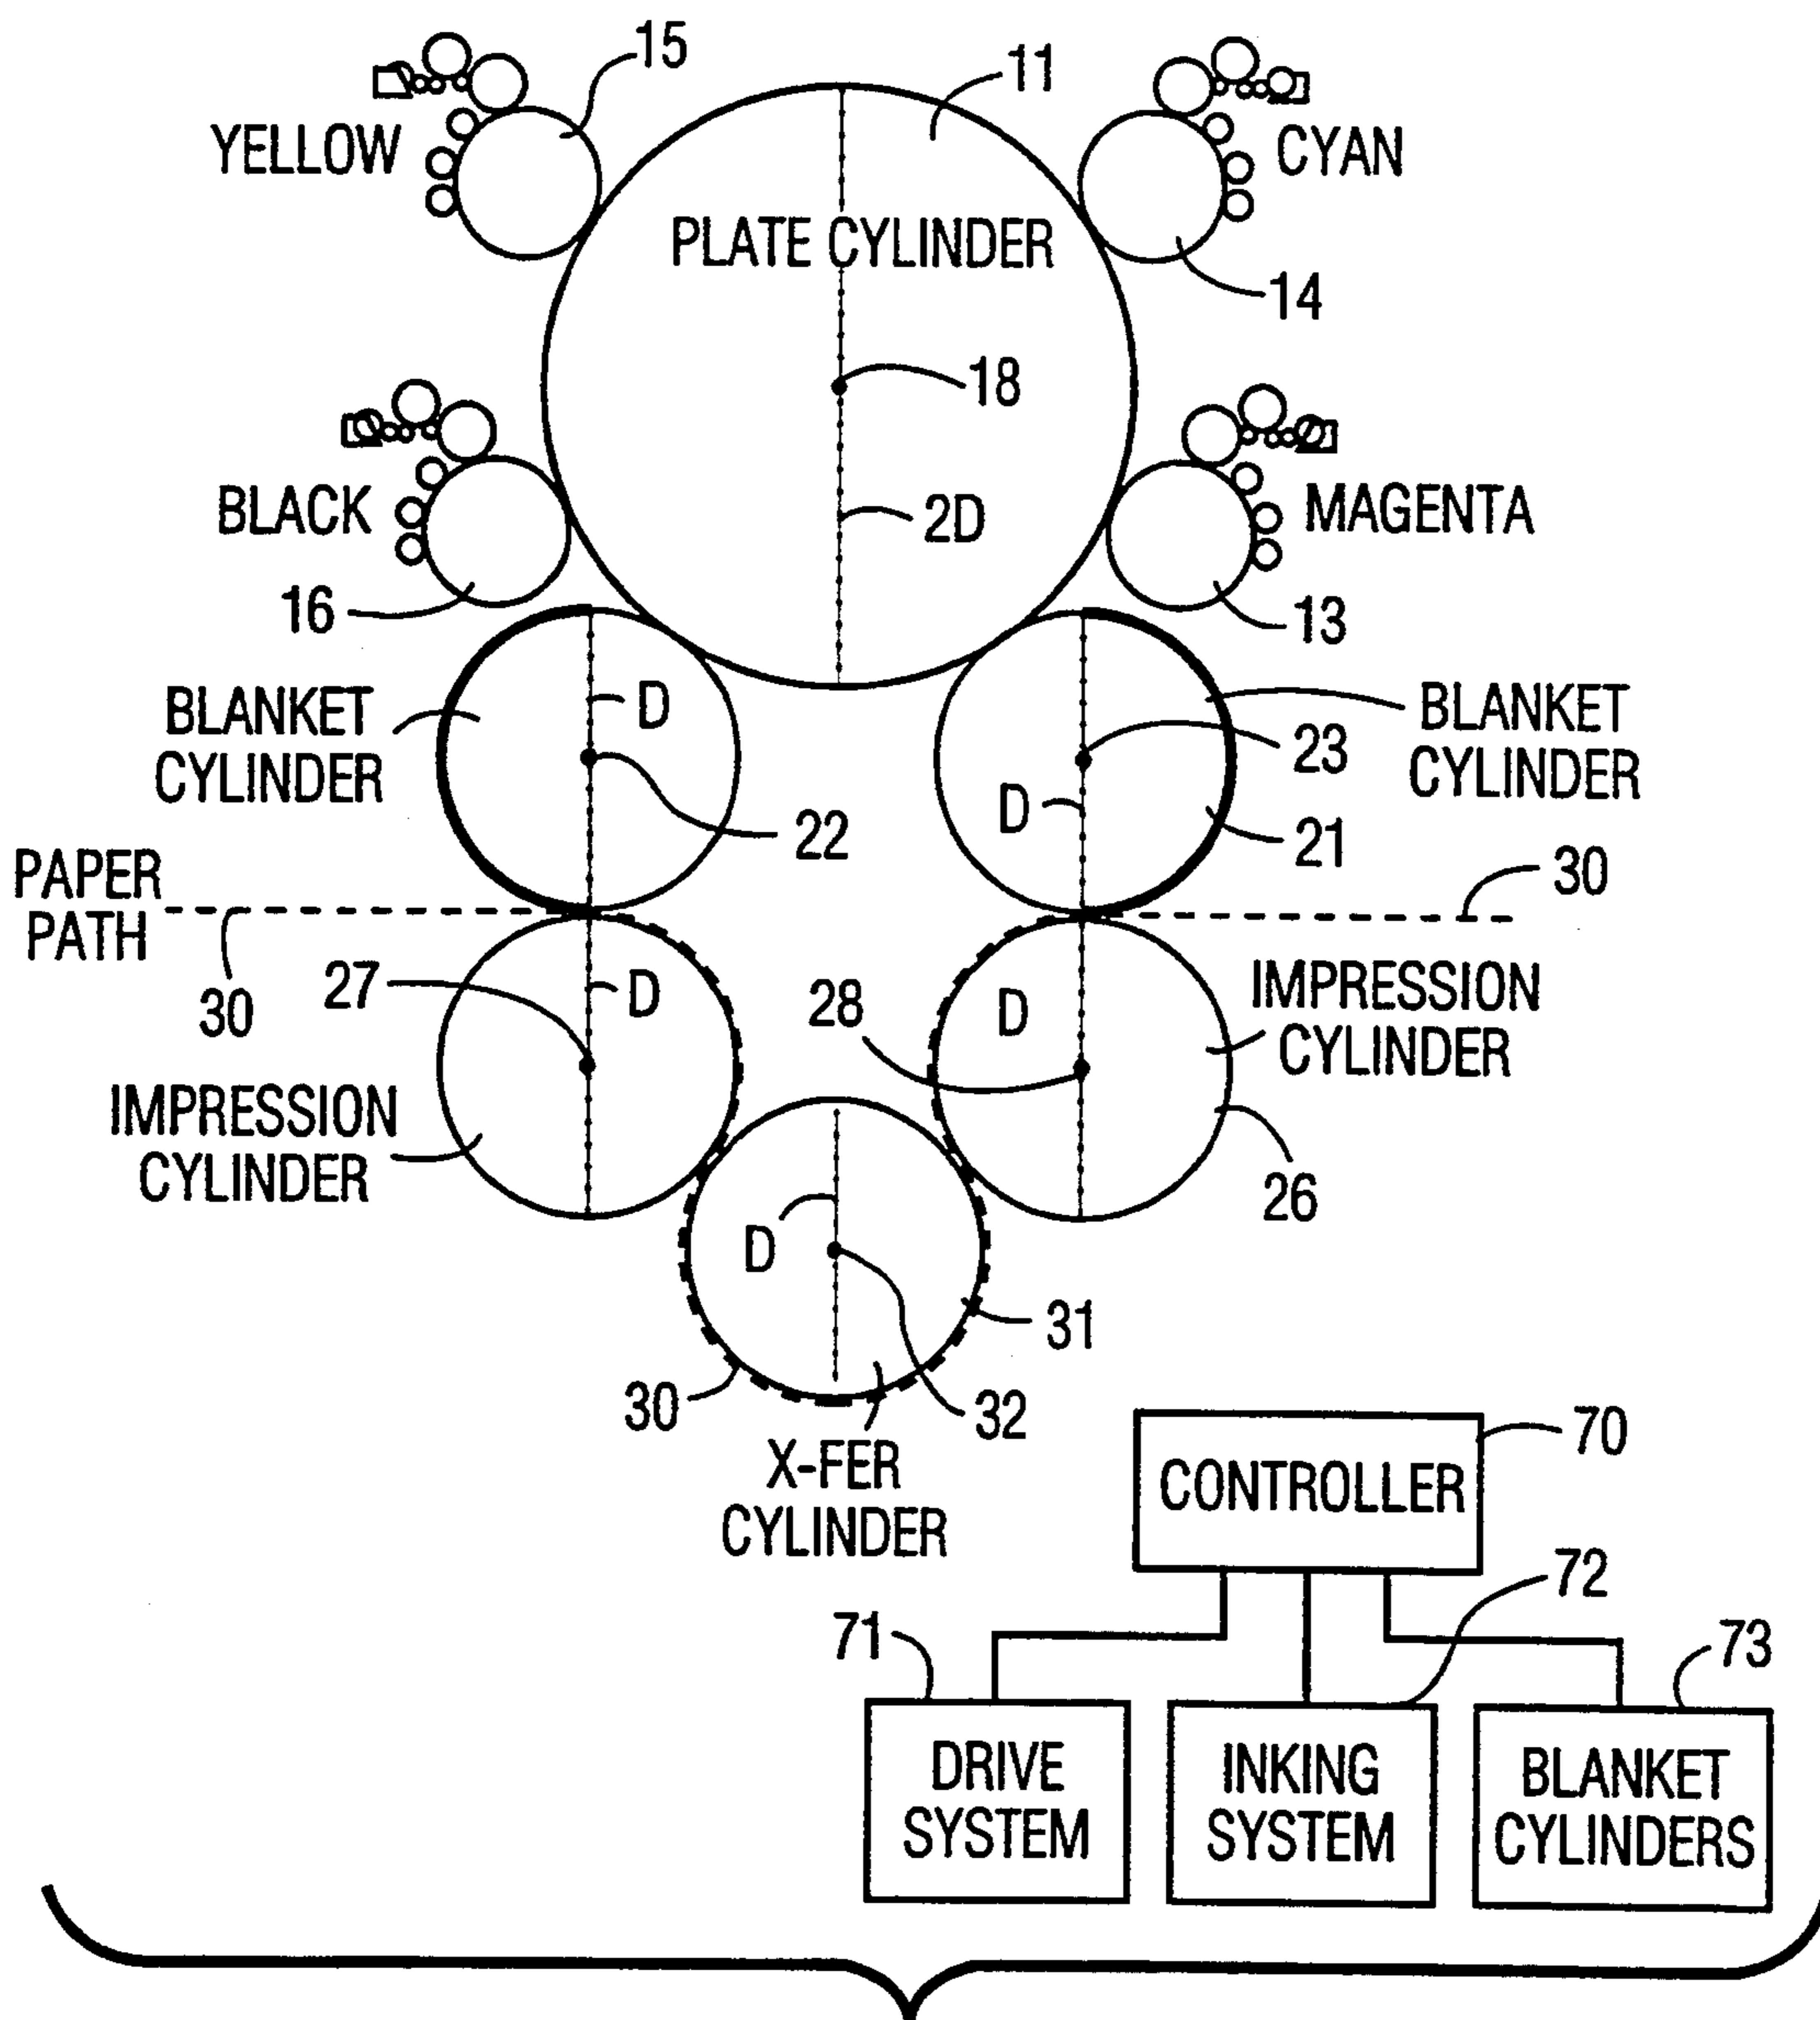 15
11
YELLOW
CYAN
PLATE CYLINDER
14
18
BLACK
2D
MAGENTA
16
13
BLANKET
CYLINDER
D
D
BLANKET
CYLINDER
23
22
21
PAPER
PATH
30
30
27
D
28
D
IMPRESSION
CYLINDER
IMPRESSION
CYLINDER
26
D
31
30
32
X-FER
CYLINDER
70
CONTROLLER
72
71
73
DRIVE
SYSTEM
INKING
SYSTEM
BLANKET
CYLINDERS